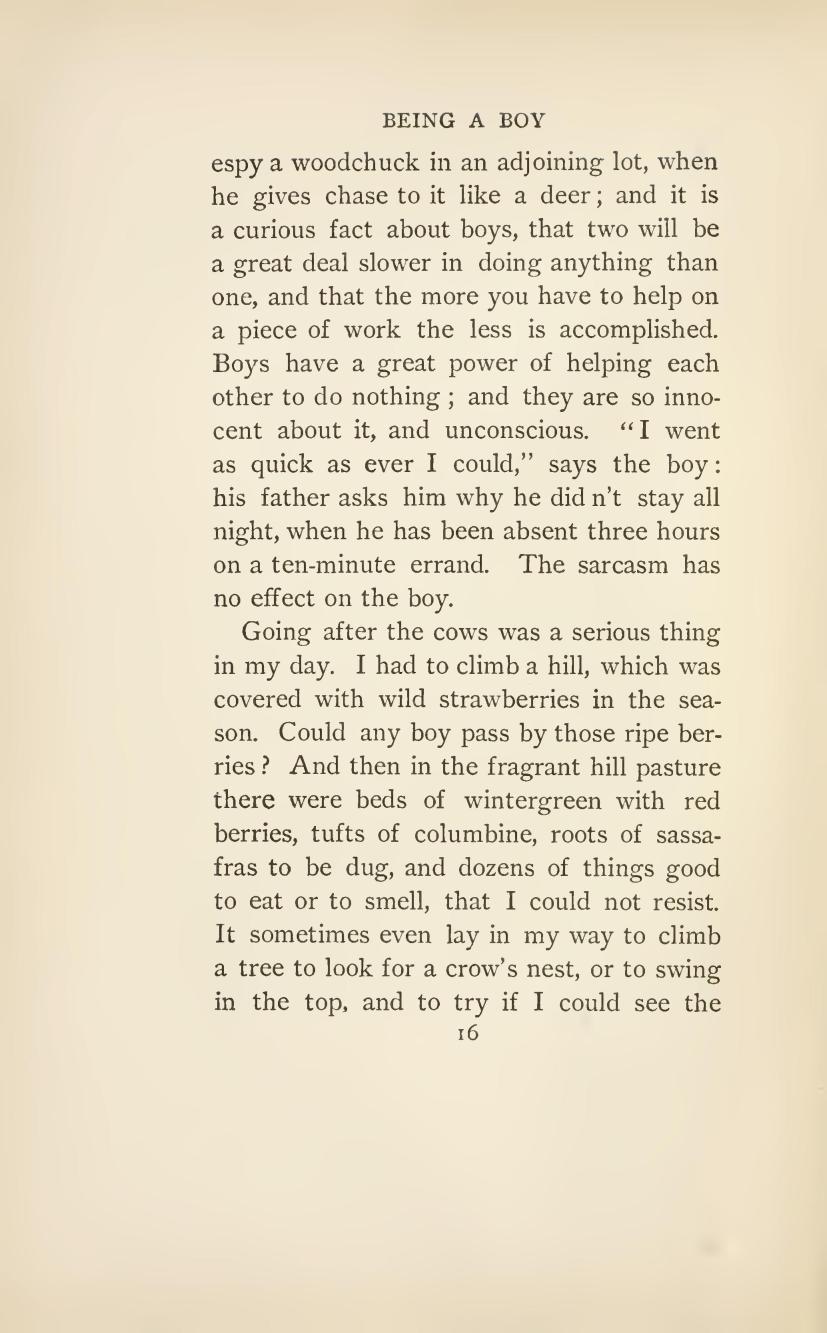 BEING A BOY
espy a woodchuck in an adjoining lot, when
he gives chase to it like a deer; and it is
a curious fact about boys, that two will be
a great deal slower in doing anything than
one, and that the more you have to help on
a piece of work the less is accomplished.
Boys have a great power of helping each
other to do nothing; and they are so inno-
cent about it, and unconscious. "I went
as quick as ever I could," says the boy:
his father asks him why he did n't stay all
night, when he has been absent three hours
on a ten-minute errand. The sarcasm has
no effect on the boy.
Going after the cows was a serious thing
in my day. I had to climb a hill, which was
covered with wild strawberries in the sea-
son. Could any boy pass by those ripe ber-
ries? And then in the fragrant hill pasture
there were beds of wintergreen with red
berries, tufts of columbine, roots of sassa-
fras to be dug, and dozens of things good
to eat or to smell, that I could not resist.
It sometimes even lay in my way to climb
a tree to look for a crow's nest, or to swing
in the top, and to try if I could see the
16